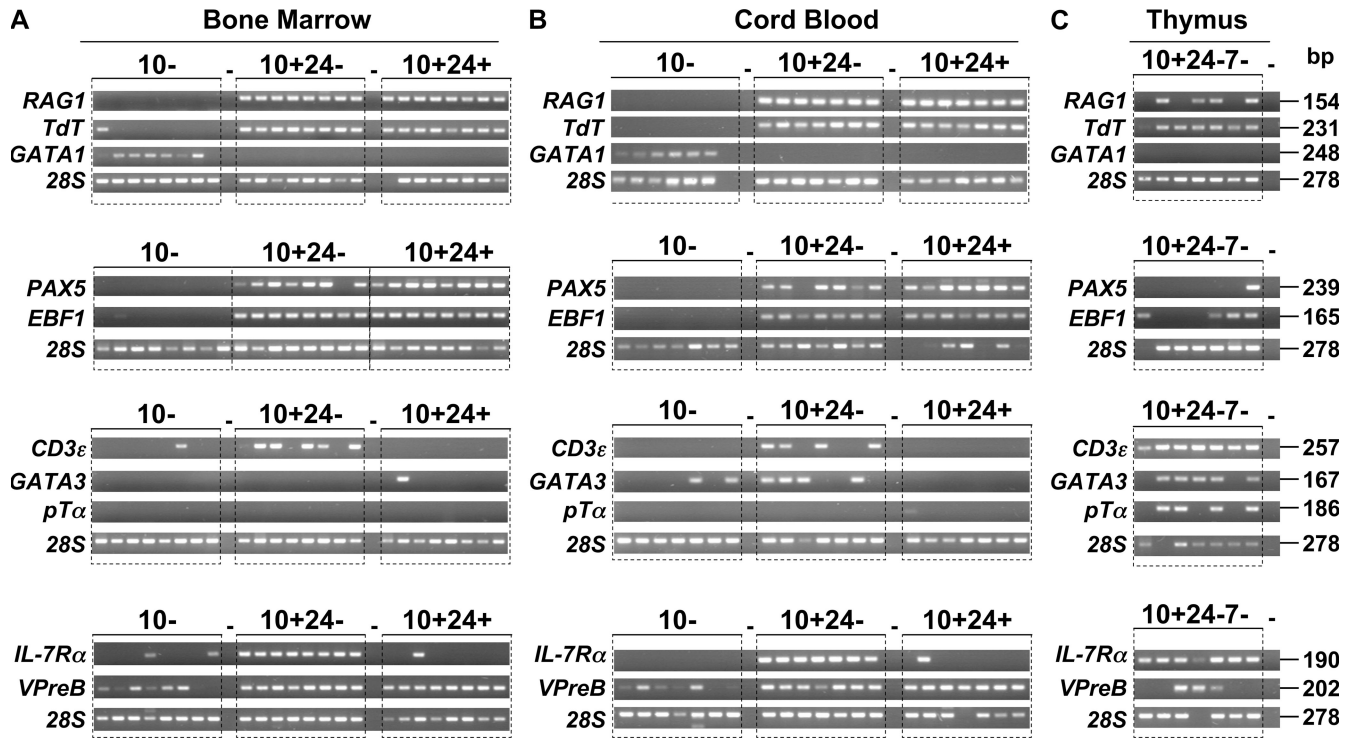 A Bone Marrow B Cord Blood C Thymus
10- - 10+24- - 10+24+ 10- 10+24- 10+24+ 10+24-7- - bp
RAG1 RAG1 RAG1 154
TdT TdT TdT 231
GATA1 GATA1 GATA1 248
28S 28S 28S 278
10- 10+24- 10+24+ 10- - 10+24- - 10+24+ 10+24-7- -
PAX5 PAX5 PAX5 239
EBF1 EBF1 EBF1 165
28S 28S 28S 278
10- - 10+24- - 10+24+ 10- - 10+24- - 10+24+ 10+24-7- -
CD3ε CD3ε CD3ε 257
GATA3 GATA3 GATA3 167
pTα pTα pTα 186
28S 28S 28S 278
10- - 10+24- - 10+24+ 10- - 10+24- - 10+24+ 10+24-7- -
IL-7Rα IL-7Rα IL-7Rα 190
VPreB VPreB VPreB 202
28S 28S 28S 278